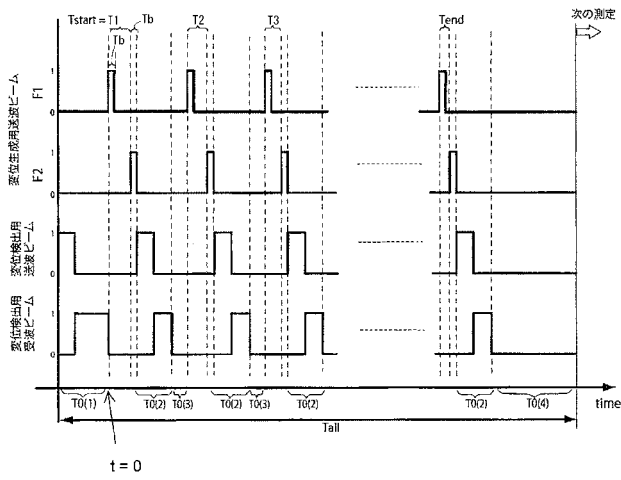 次の測定
Tstart = T1
Tb
T2
T3
Tend
Tb
変位生成用送波ビーム
F1
1
0
F2
1
0
変位検出用
送波ビーム
1
0
変位検出用
受波ビーム
1
0
T0(1)
T0(2)
T0(3)
T0(2)
T0(3)
T0(2)
T0(2)
T0(4)
time
Tall
t = 0